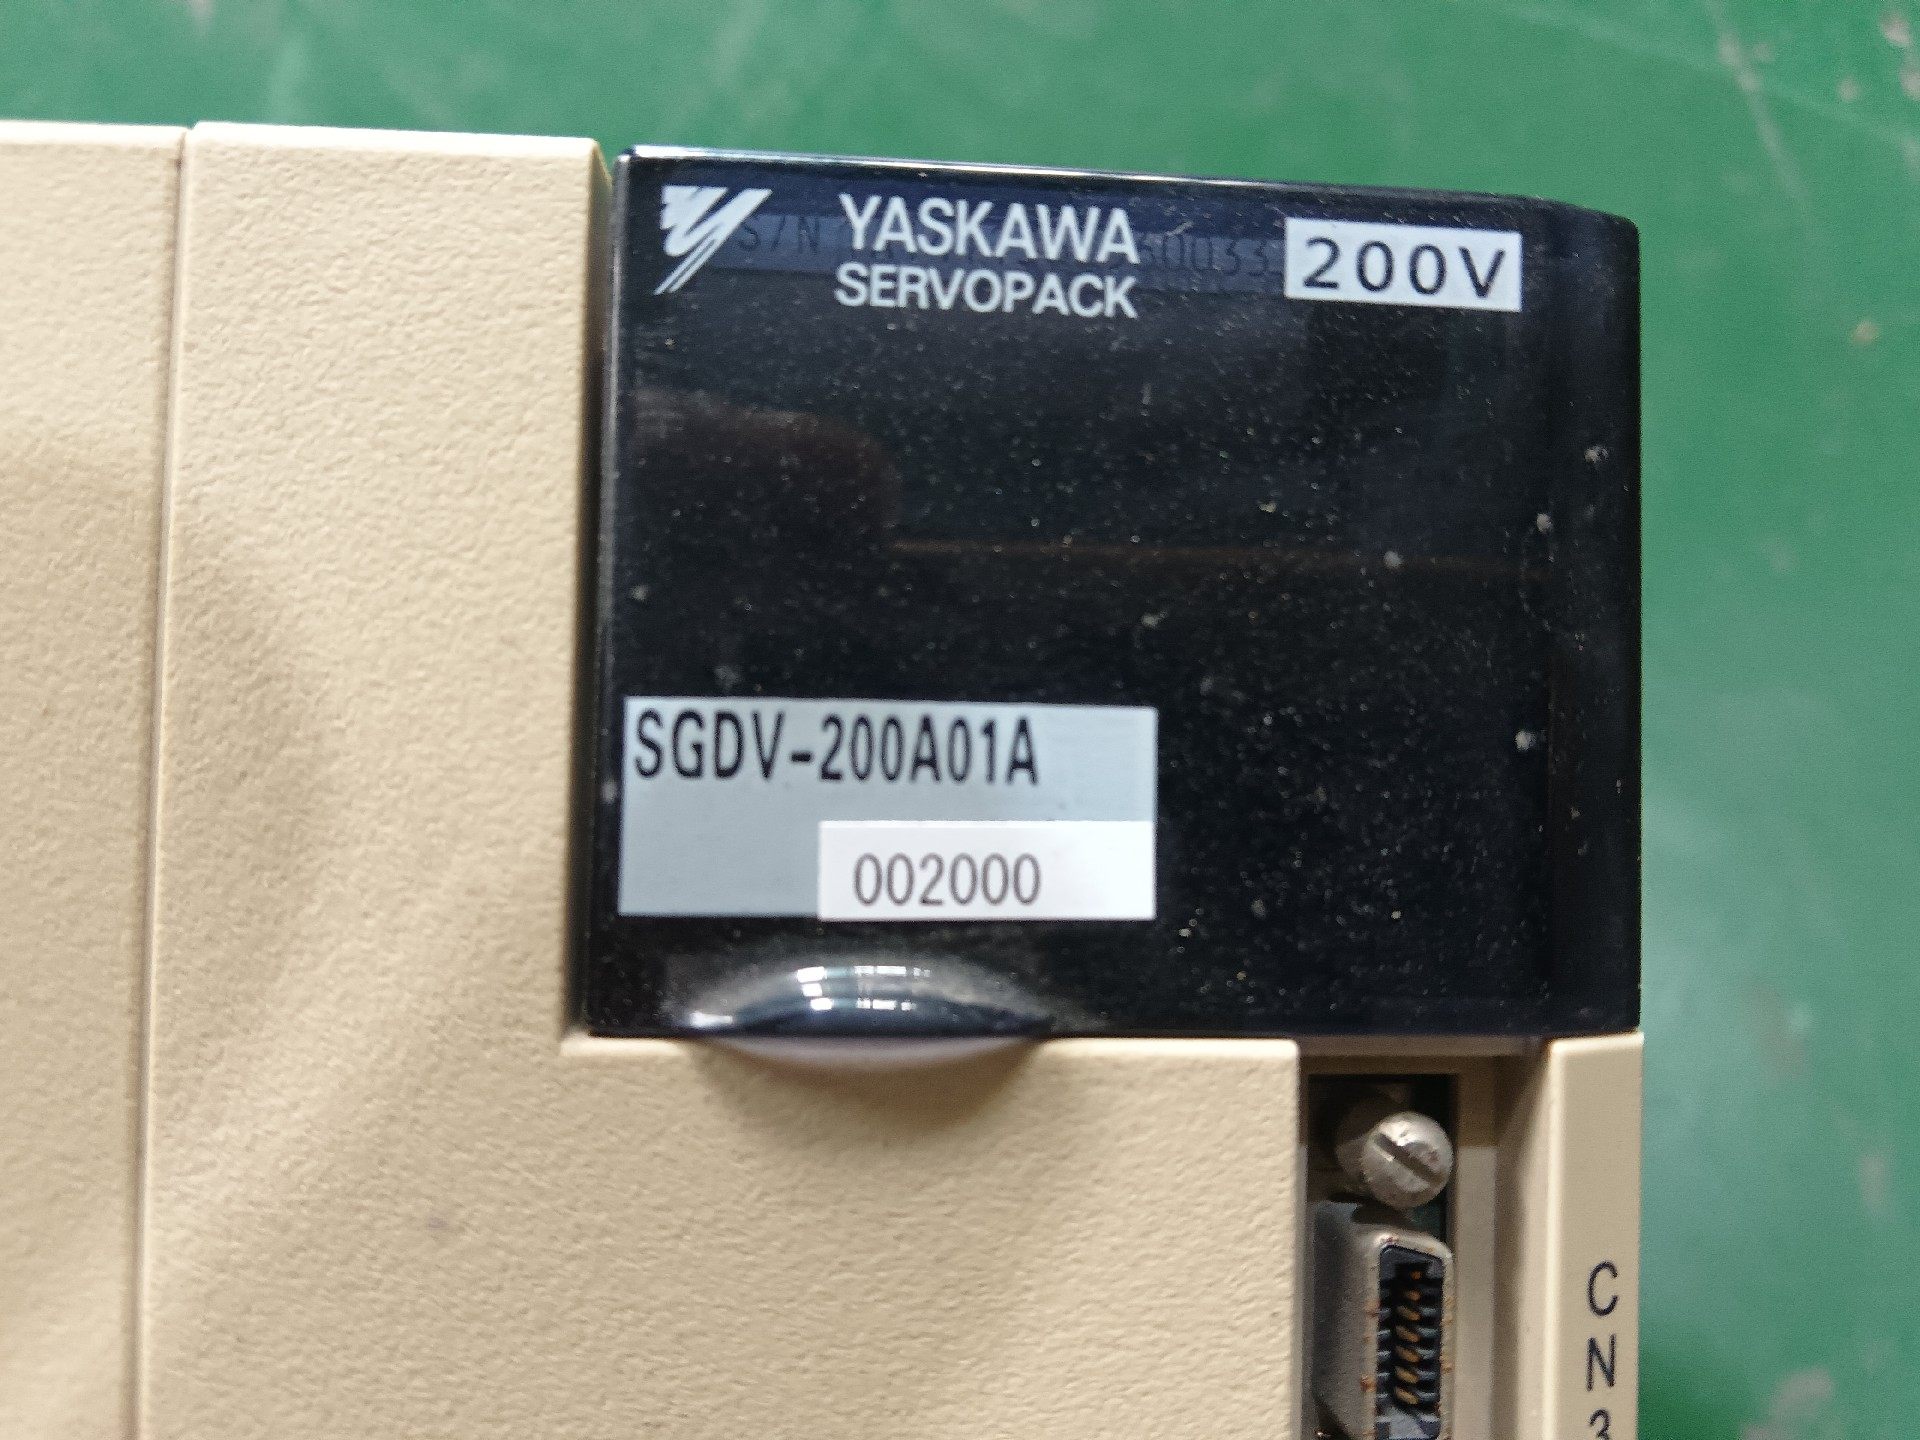 YASKAWA
SERVOPACK
200V
S/N
SGDV-200A01A
002000
CN3